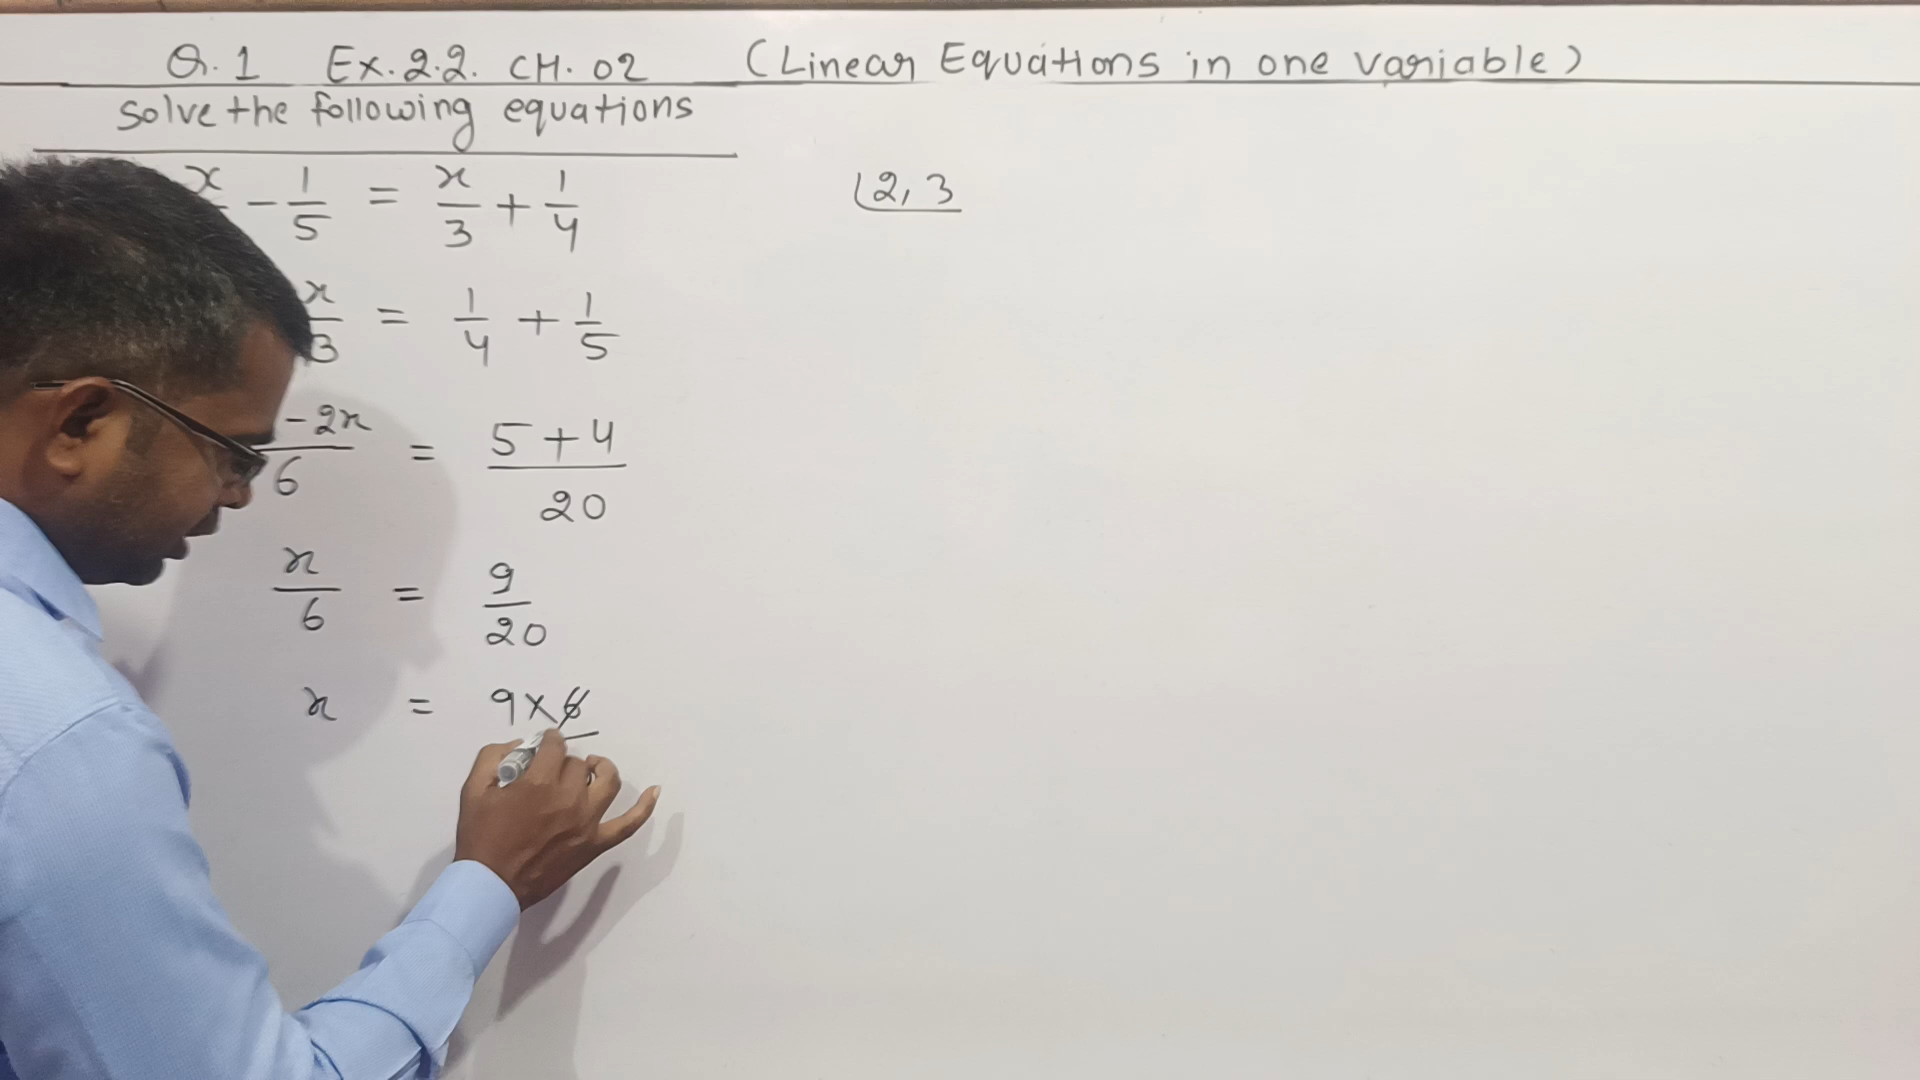 Q.1 Ex.2.2. CH.02 (Linear Equations in one variable)
Solve the following equations
x - 1/5 = x/3 + 1/4
(2, 3
x/3 = 1/4 + 1/5
-2x/6 = 5+4/20
x/6 = 9/20
x = 9×6